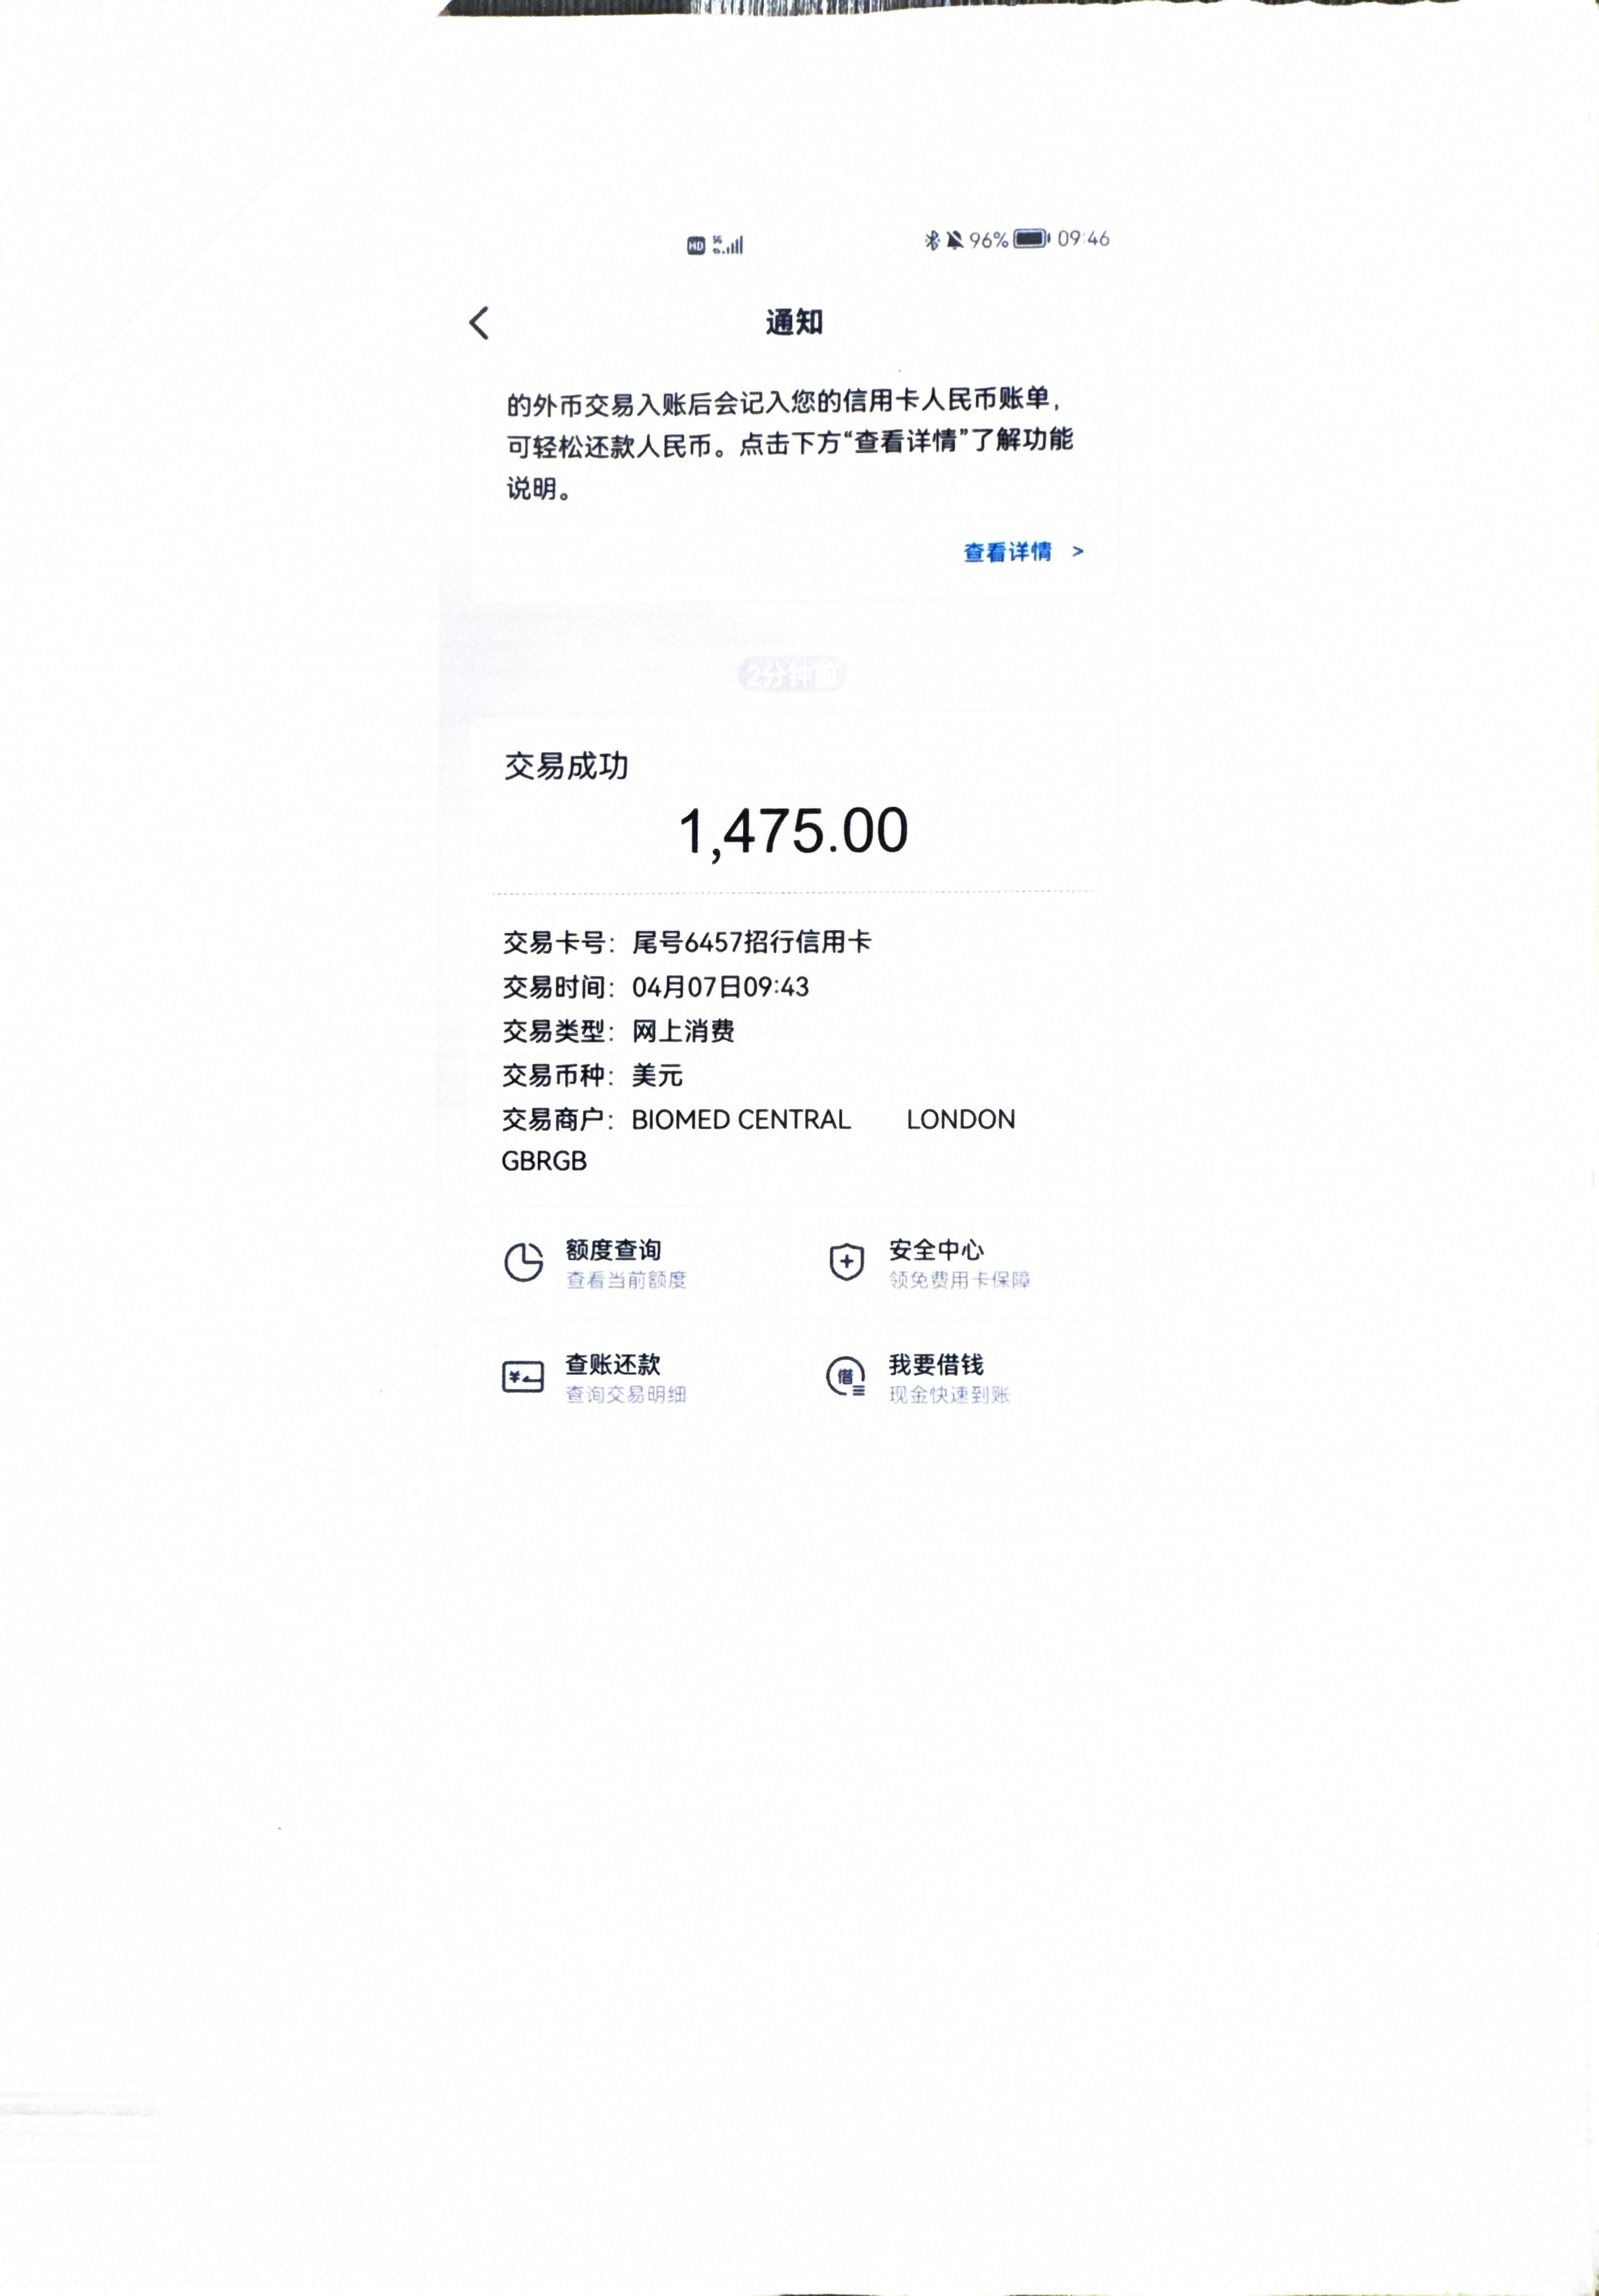 HD 5G 96% 09:46
通知
的外币交易入账后会记入您的信用卡人民币账单,
可轻松还款人民币。点击下方“查看详情”了解功能
说明。
查看详情 >
2分钟前
交易成功
1,475.00
交易卡号: 尾号6457招行信用卡
交易时间: 04月07日09:43
交易类型: 网上消费
交易币种: 美元
交易商户: BIOMED CENTRAL LONDON
GBRGB
额度查询 安全中心
查看当前额度 领免费用卡保障
查账还款 借 我要借钱
查询交易明细 现金快速到账